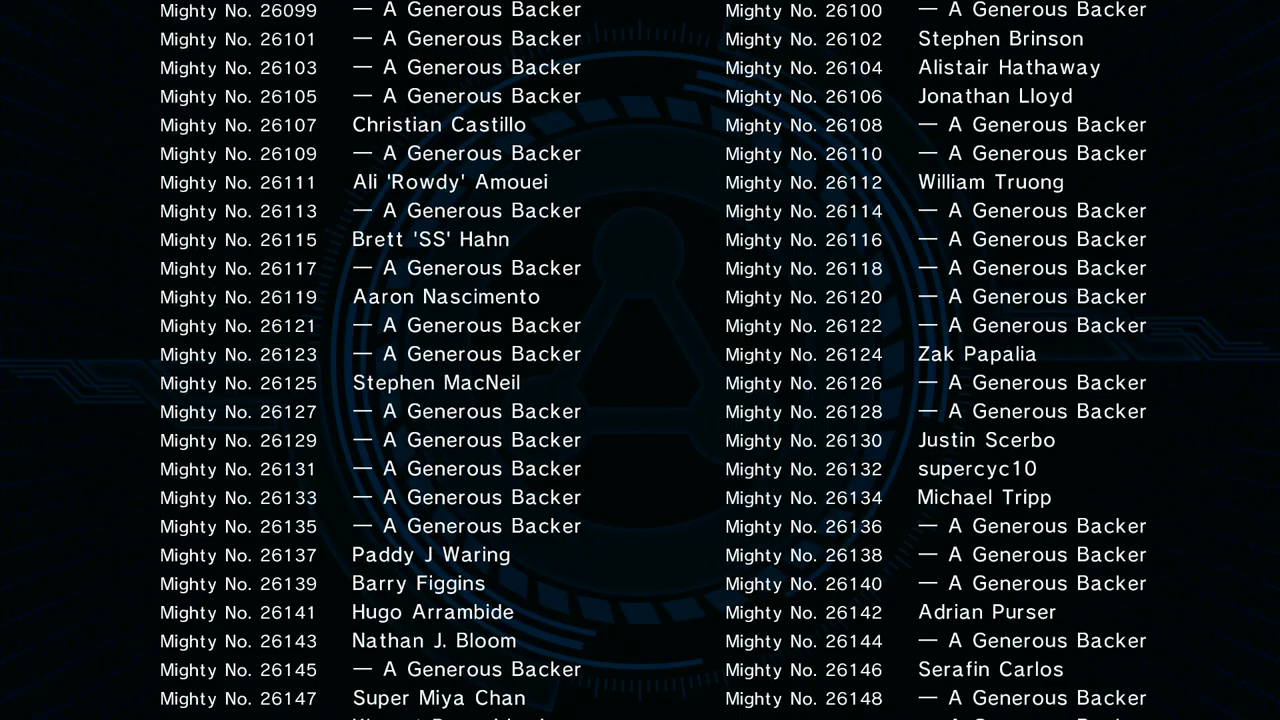 Mighty No. 26099 — A Generous Backer Mighty No. 26100 — A Generous Backer
Mighty No. 26101 — A Generous Backer Mighty No. 26102 Stephen Brinson
Mighty No. 26103 — A Generous Backer Mighty No. 26104 Alistair Hathaway
Mighty No. 26105 — A Generous Backer Mighty No. 26106 Jonathan Lloyd
Mighty No. 26107 Christian Castillo Mighty No. 26108 — A Generous Backer
Mighty No. 26109 — A Generous Backer Mighty No. 26110 — A Generous Backer
Mighty No. 26111 Ali 'Rowdy' Amouei Mighty No. 26112 William Truong
Mighty No. 26113 — A Generous Backer Mighty No. 26114 — A Generous Backer
Mighty No. 26115 Brett 'SS' Hahn Mighty No. 26116 — A Generous Backer
Mighty No. 26117 — A Generous Backer Mighty No. 26118 — A Generous Backer
Mighty No. 26119 Aaron Nascimento Mighty No. 26120 — A Generous Backer
Mighty No. 26121 — A Generous Backer Mighty No. 26122 — A Generous Backer
Mighty No. 26123 — A Generous Backer Mighty No. 26124 Zak Papalia
Mighty No. 26125 Stephen MacNeil Mighty No. 26126 — A Generous Backer
Mighty No. 26127 — A Generous Backer Mighty No. 26128 — A Generous Backer
Mighty No. 26129 — A Generous Backer Mighty No. 26130 Justin Scerbo
Mighty No. 26131 — A Generous Backer Mighty No. 26132 supercyc10
Mighty No. 26133 — A Generous Backer Mighty No. 26134 Michael Tripp
Mighty No. 26135 — A Generous Backer Mighty No. 26136 — A Generous Backer
Mighty No. 26137 Paddy J Waring Mighty No. 26138 — A Generous Backer
Mighty No. 26139 Barry Figgins Mighty No. 26140 — A Generous Backer
Mighty No. 26141 Hugo Arrambide Mighty No. 26142 Adrian Purser
Mighty No. 26143 Nathan J. Bloom Mighty No. 26144 — A Generous Backer
Mighty No. 26145 — A Generous Backer Mighty No. 26146 Serafin Carlos
Mighty No. 26147 Super Miya Chan Mighty No. 26148 — A Generous Backer